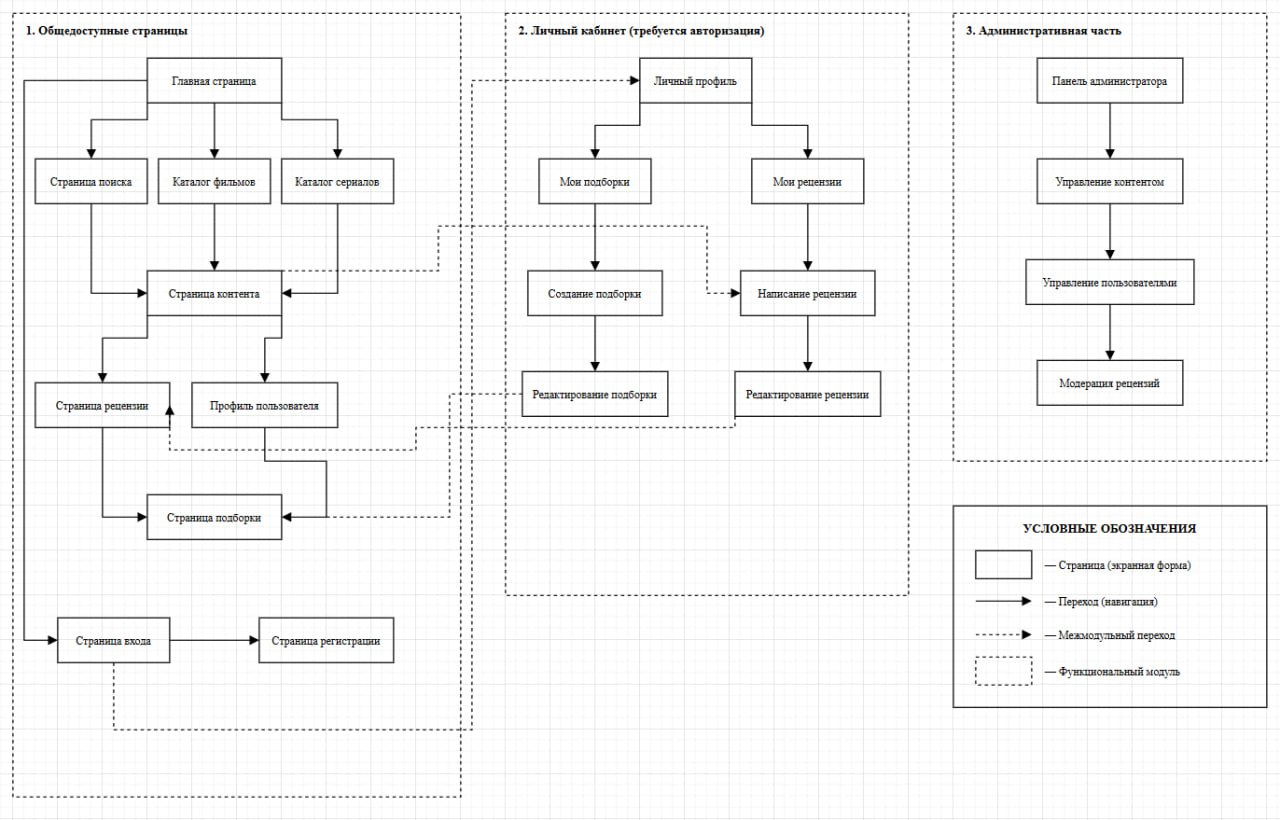 1. Общедоступные страницы
Главная страница
Страница поиска
Каталог фильмов
Каталог сериалов
Страница контента
Страница рецензии
Профиль пользователя
Страница подборки
Страница входа
Страница регистрации
2. Личный кабинет (требуется авторизация)
Личный профиль
Мои подборки
Мои рецензии
Создание подборки
Написание рецензии
Редактирование подборки
Редактирование рецензии
3. Административная часть
Панель администратора
Управление контентом
Управление пользователями
Модерация рецензий
УСЛОВНЫЕ ОБОЗНАЧЕНИЯ
— Страница (экранная форма)
— Переход (навигация)
— Межмодульный переход
— Функциональный модуль